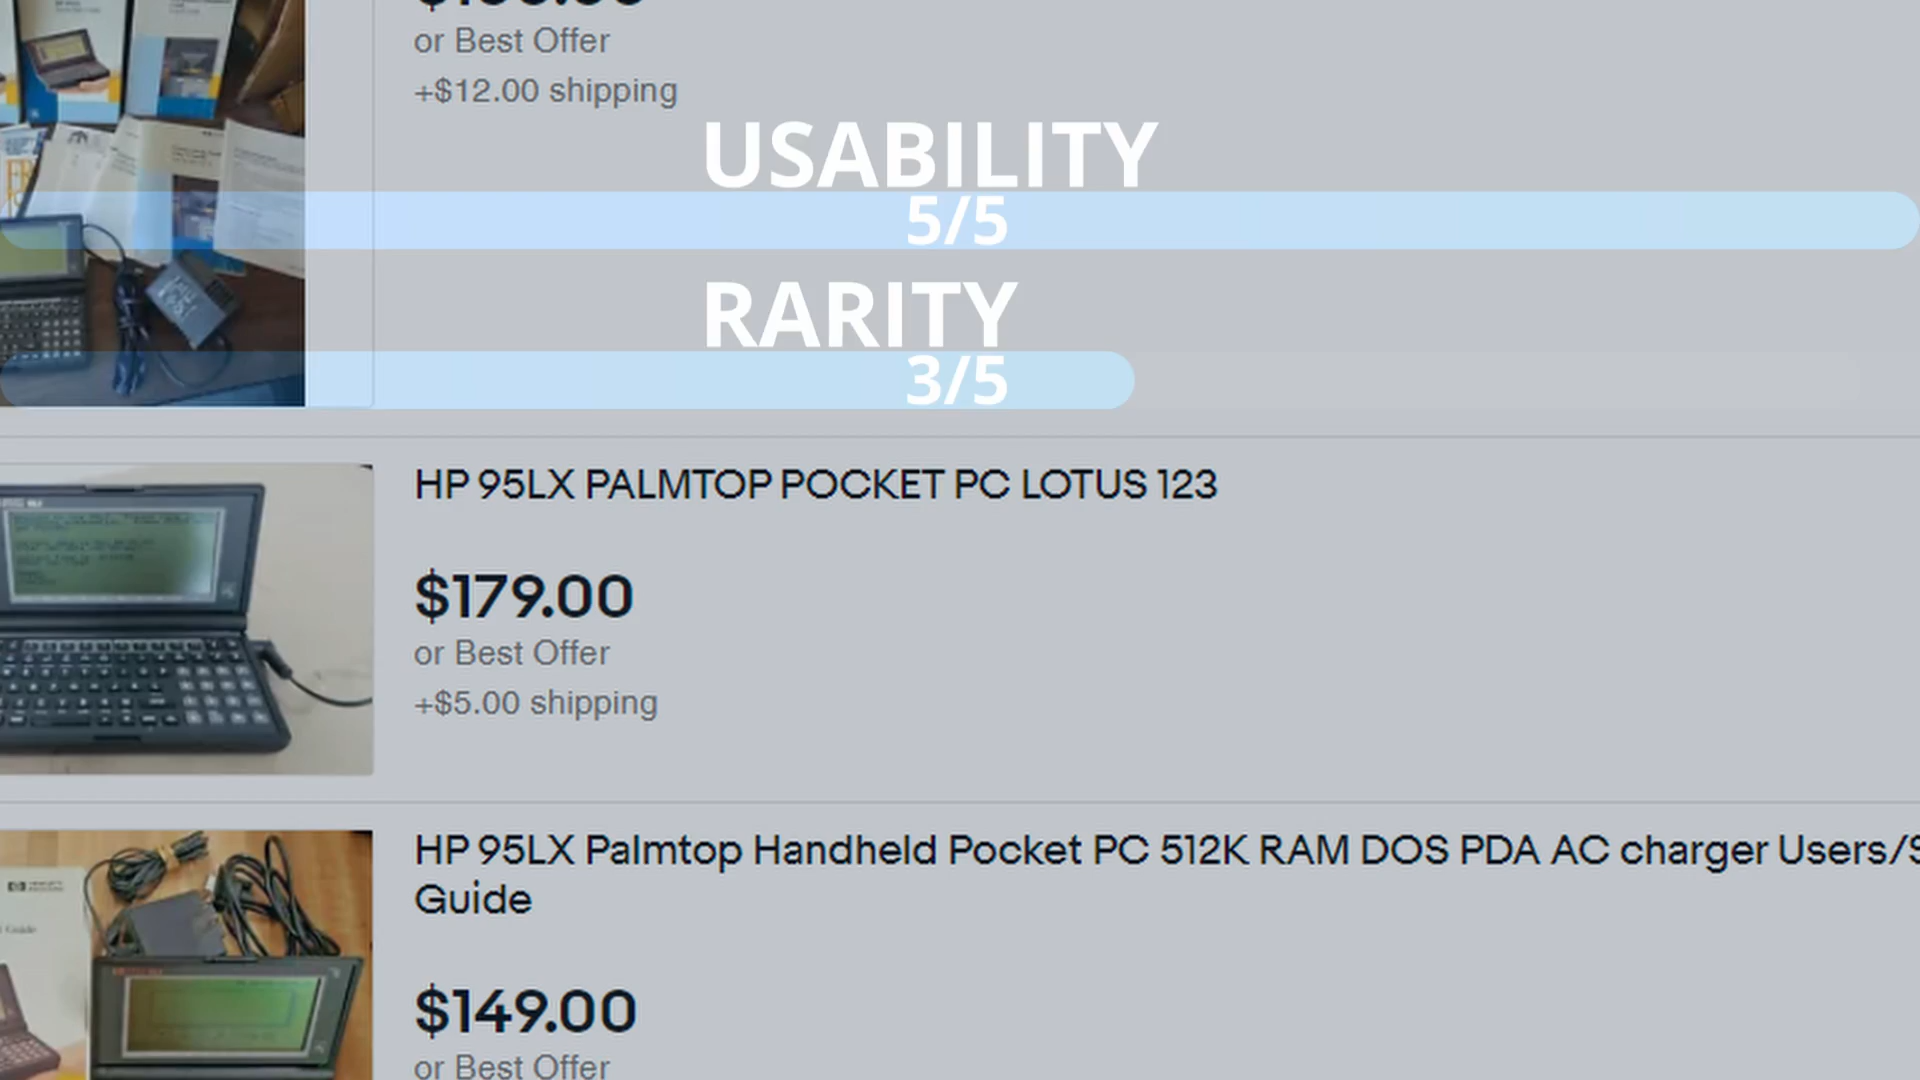 or Best Offer
+$12.00 shipping
USABILITY
5/5
RARITY
3/5
HP 95LX PALMTOP POCKET PC LOTUS 123
$179.00
or Best Offer
+$5.00 shipping
HP 95LX Palmtop Handheld Pocket PC 512K RAM DOS PDA AC charger Users/S
Guide
$149.00
or Best Offer